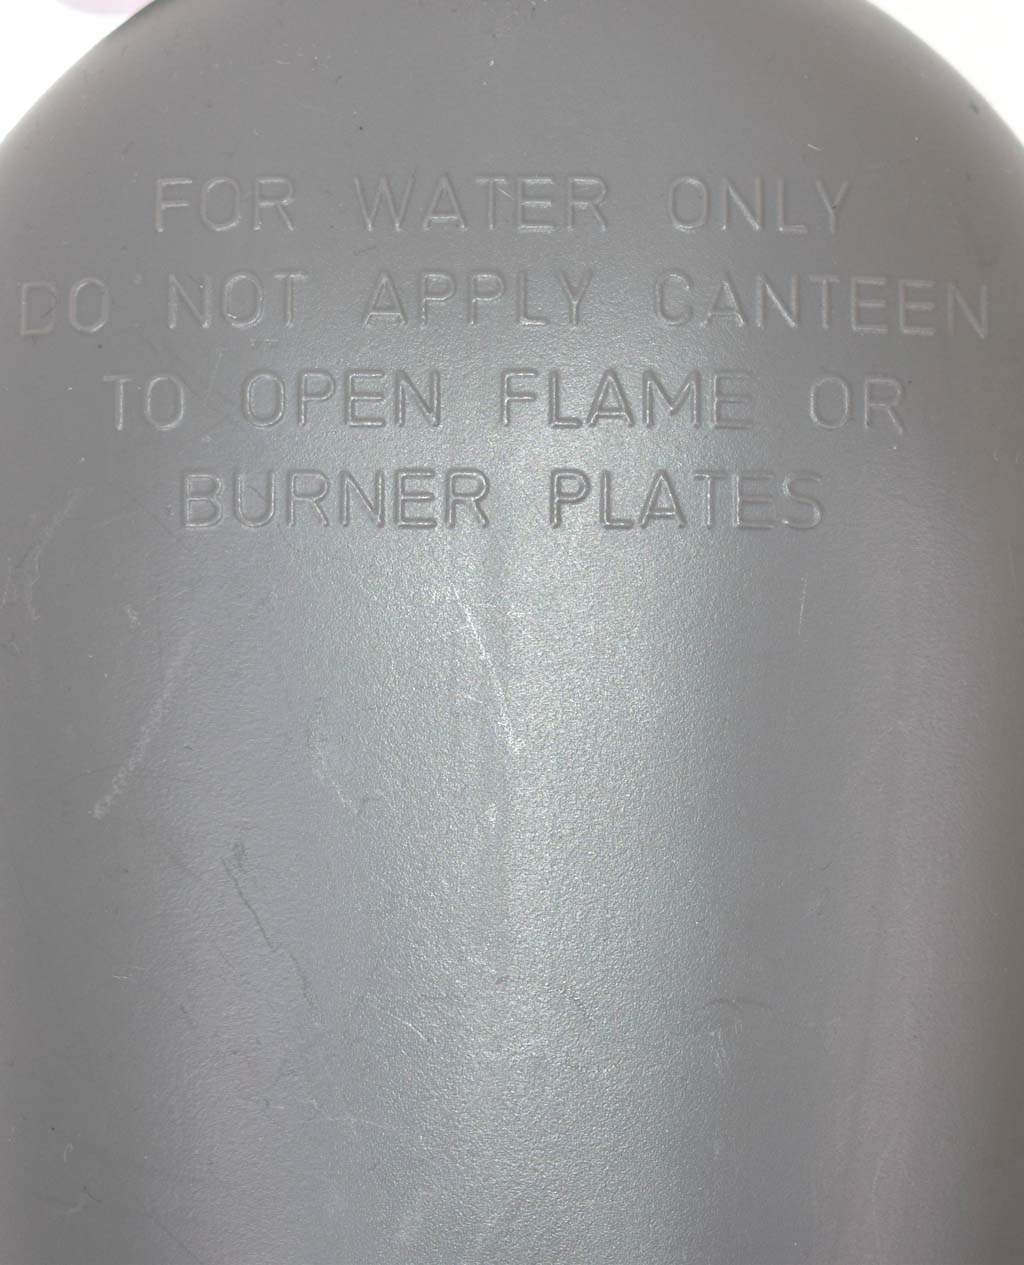 FOR WATER ONLY
DO NOT APPLY CANTEEN
TO OPEN FLAME OR
BURNER PLATES